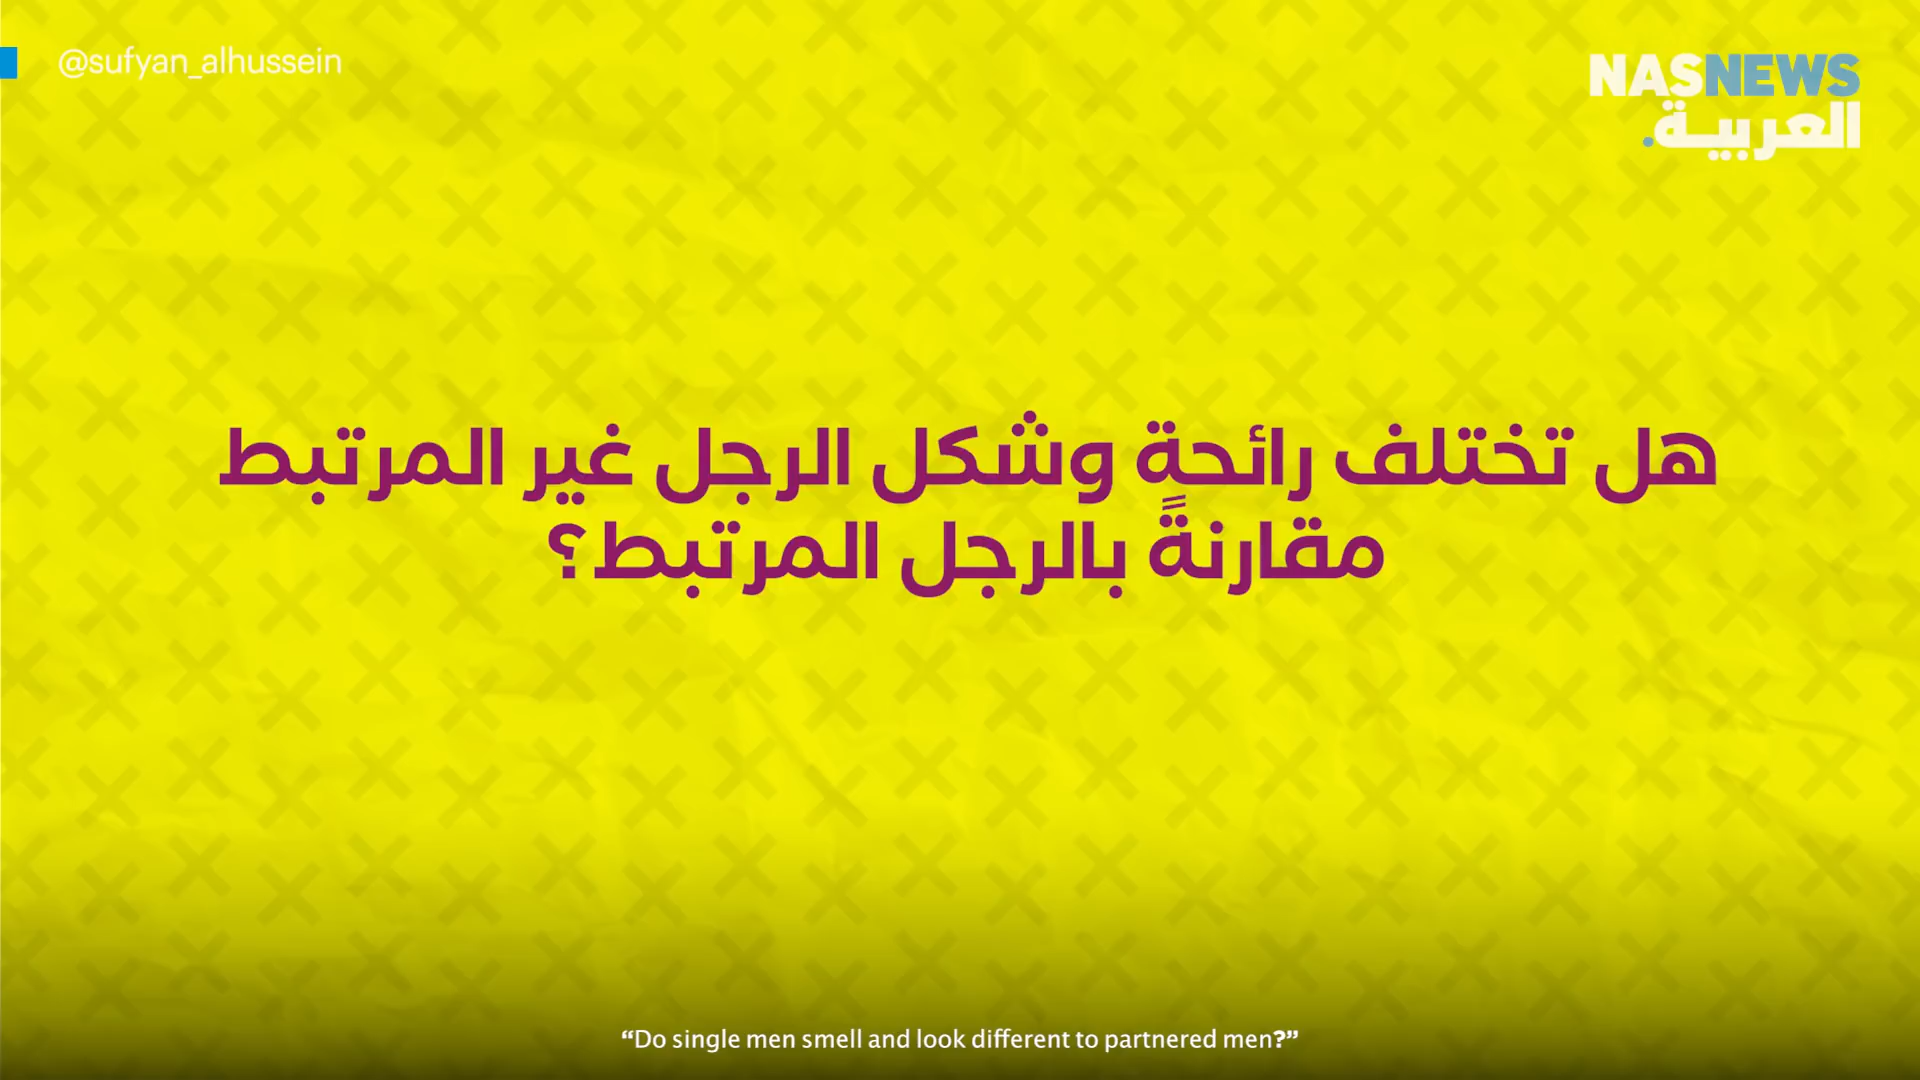 @sufyan_alhussein
NASNEWS
العربية.
هل تختلف رائحة وشكل الرجل غير المرتبط
مقارنةً بالرجل المرتبط؟
“Do single men smell and look different to partnered men?”